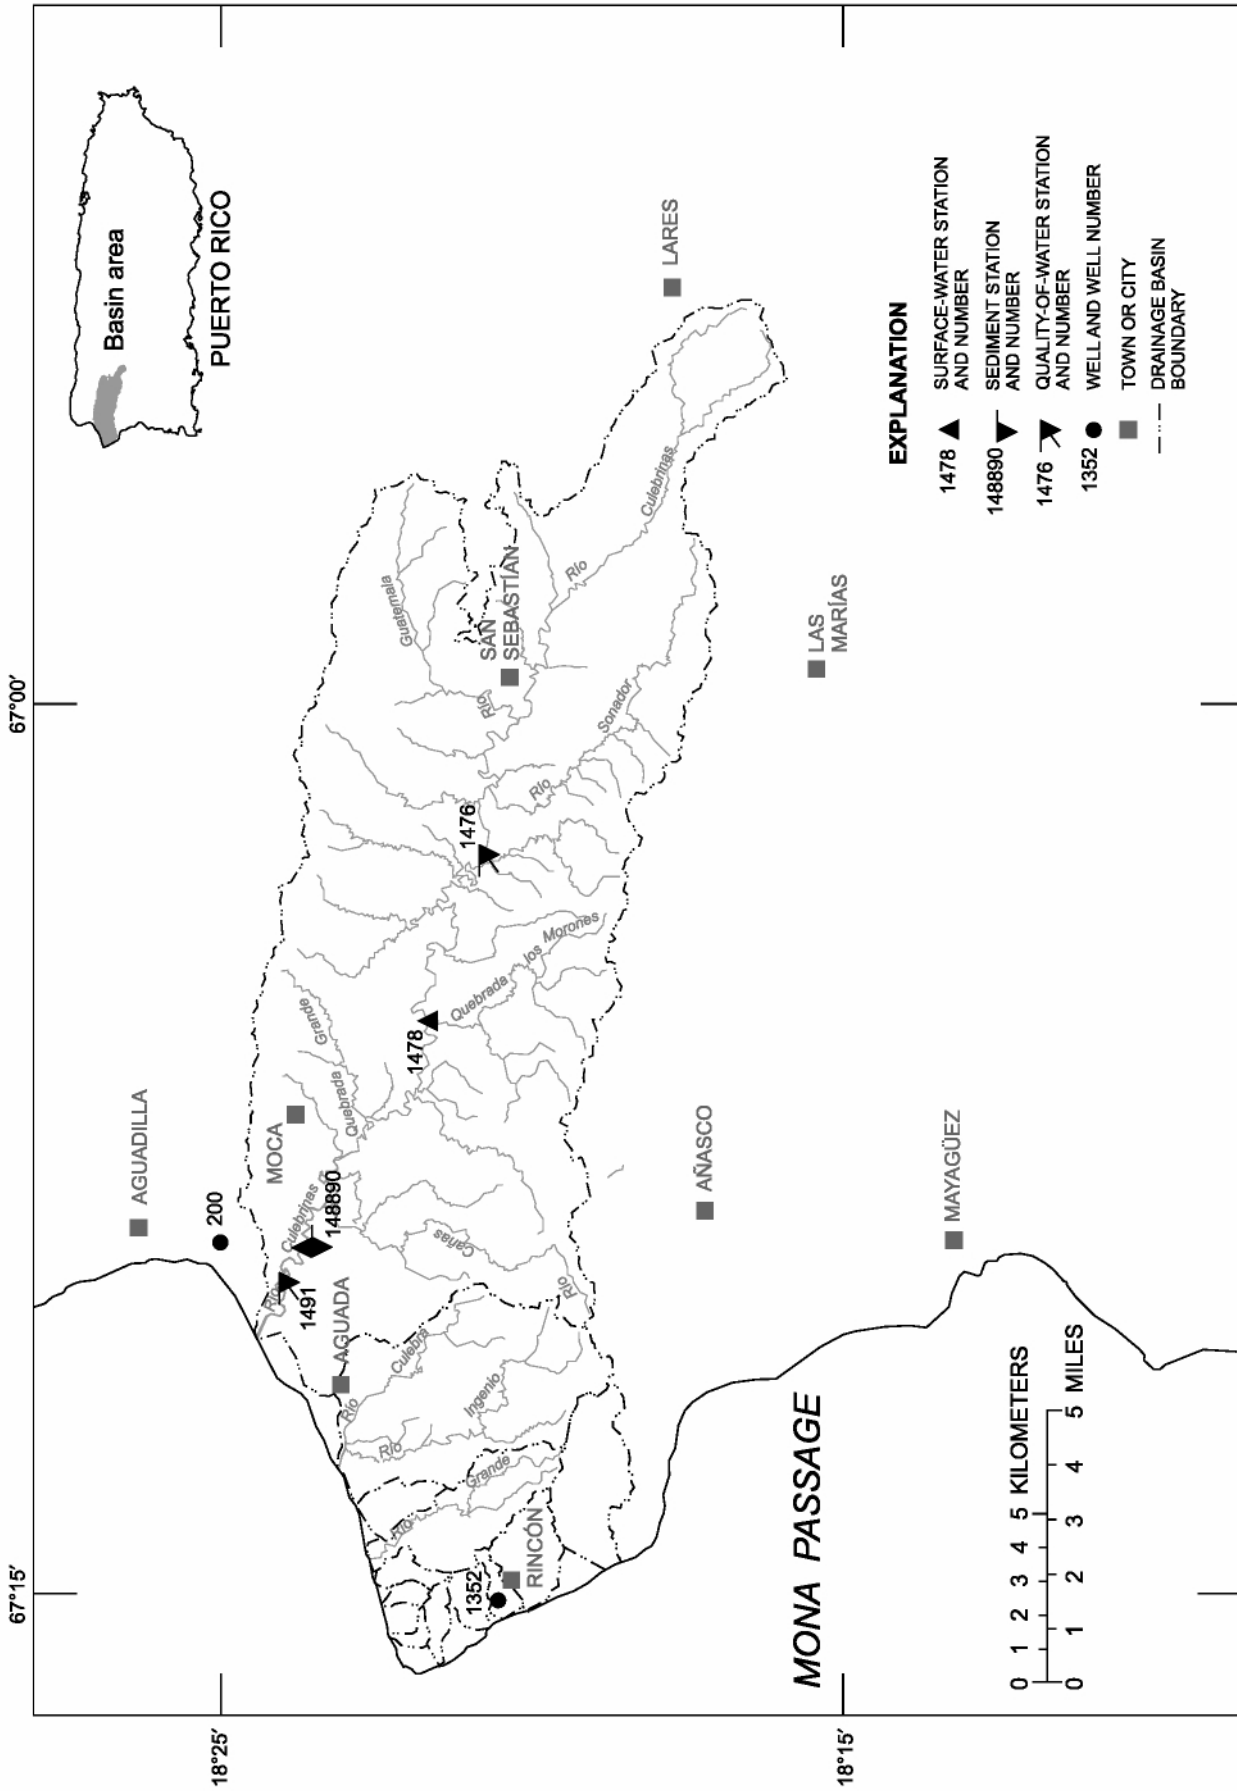 67°15′
67°00′
18°25′
18°15′
Basin area
PUERTO RICO
AGUADILLA
200
MOCA
Río
Culebrinas
1491
148890
AGUADA
Quebrada
Grande
1478
Quebrada
los
Morones
1476
Guatemala
Río
SAN
SEBASTÍAN
Río
Culebrinas
Río
Sonador
LARES
LAS
MARÍAS
Cañas
Río
Río
Culebra
Río
Ingenio
Río
Grande
1352
RINCÓN
AÑASCO
MAYAGÜEZ
MONA PASSAGE
0 1 2 3 4 5 KILOMETERS
0 1 2 3 4 5 MILES
EXPLANATION
1478 SURFACE-WATER STATION
AND NUMBER
148890 SEDIMENT STATION
AND NUMBER
1476 QUALITY-OF-WATER STATION
AND NUMBER
1352 WELL AND WELL NUMBER
TOWN OR CITY
DRAINAGE BASIN
BOUNDARY